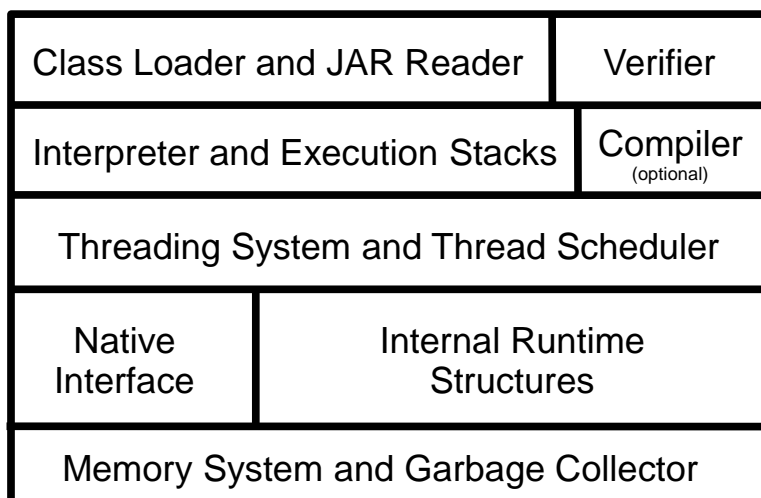 Class Loader and JAR Reader
Verifier
Interpreter and Execution Stacks
Compiler
(optional)
Threading System and Thread Scheduler
Native
Interface
Internal Runtime
Structures
Memory System and Garbage Collector